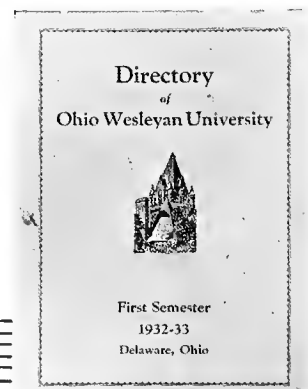 Directory
of
Ohio Wesleyan University
First Semester
1932-33
Delaware, Ohio